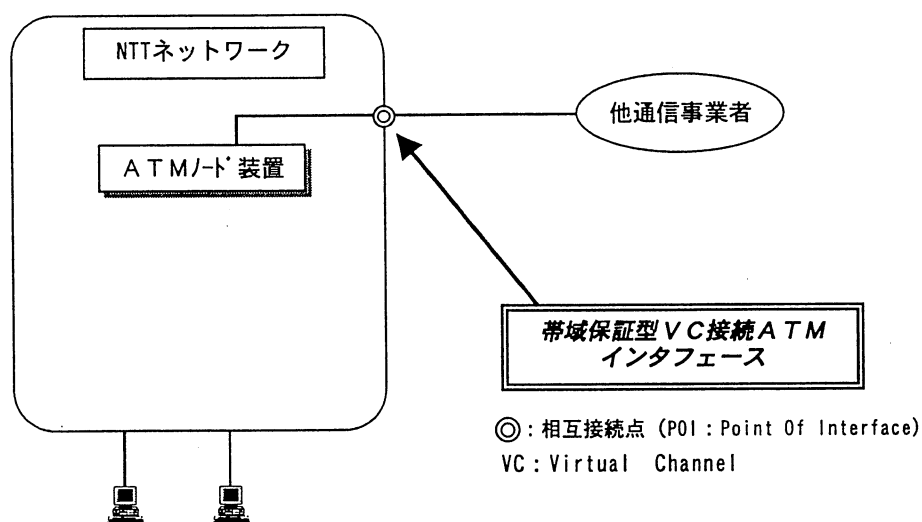 NTTネットワーク
他通信事業者
ATMノード装置
帯域保証型VC接続ATM
インタフェース
◎：相互接続点 (POI：Point Of Interface)
VC：Virtual Channel